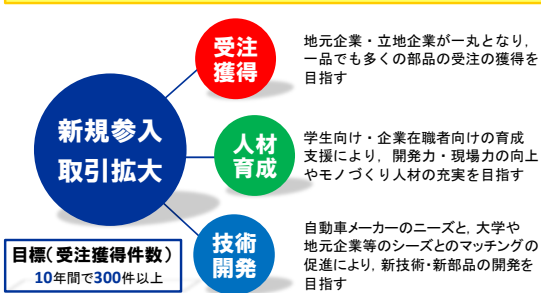 受注
獲得
地元企業・立地企業が一丸となり，
一品でも多くの部品の受注の獲得を
目指す
新規参入
取引拡大
人材
育成
学生向け・企業在職者向けの育成
支援により，開発力・現場力の向上
やモノづくり人材の充実を目指す
技術
開発
自動車メーカーのニーズと，大学や
地元企業等のシーズとのマッチングの
促進により，新技術・新部品の開発を
目指す
目標（受注獲得件数）
10年間で300件以上